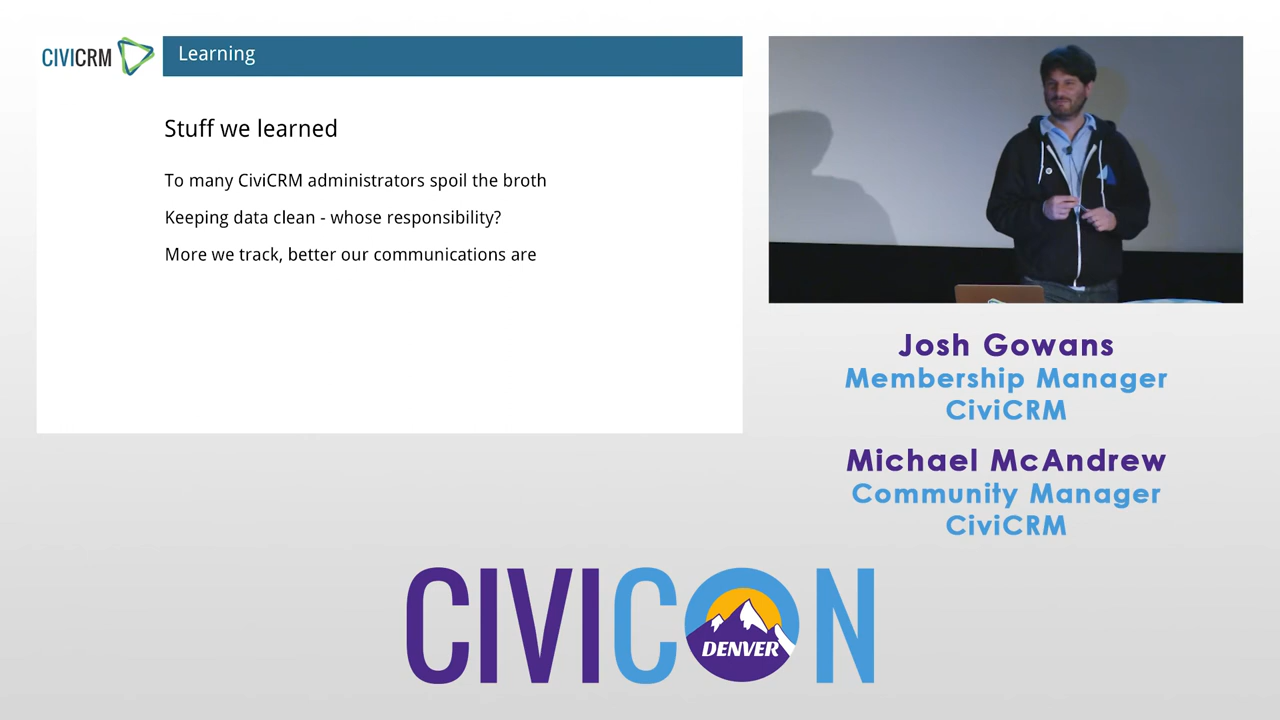 CIVICRM
Learning
Stuff we learned
To many CiviCRM administrators spoil the broth
Keeping data clean - whose responsibility?
More we track, better our communications are
Josh Gowans
Membership Manager
CiviCRM
Michael McAndrew
Community Manager
CiviCRM
CIVICON
DENVER